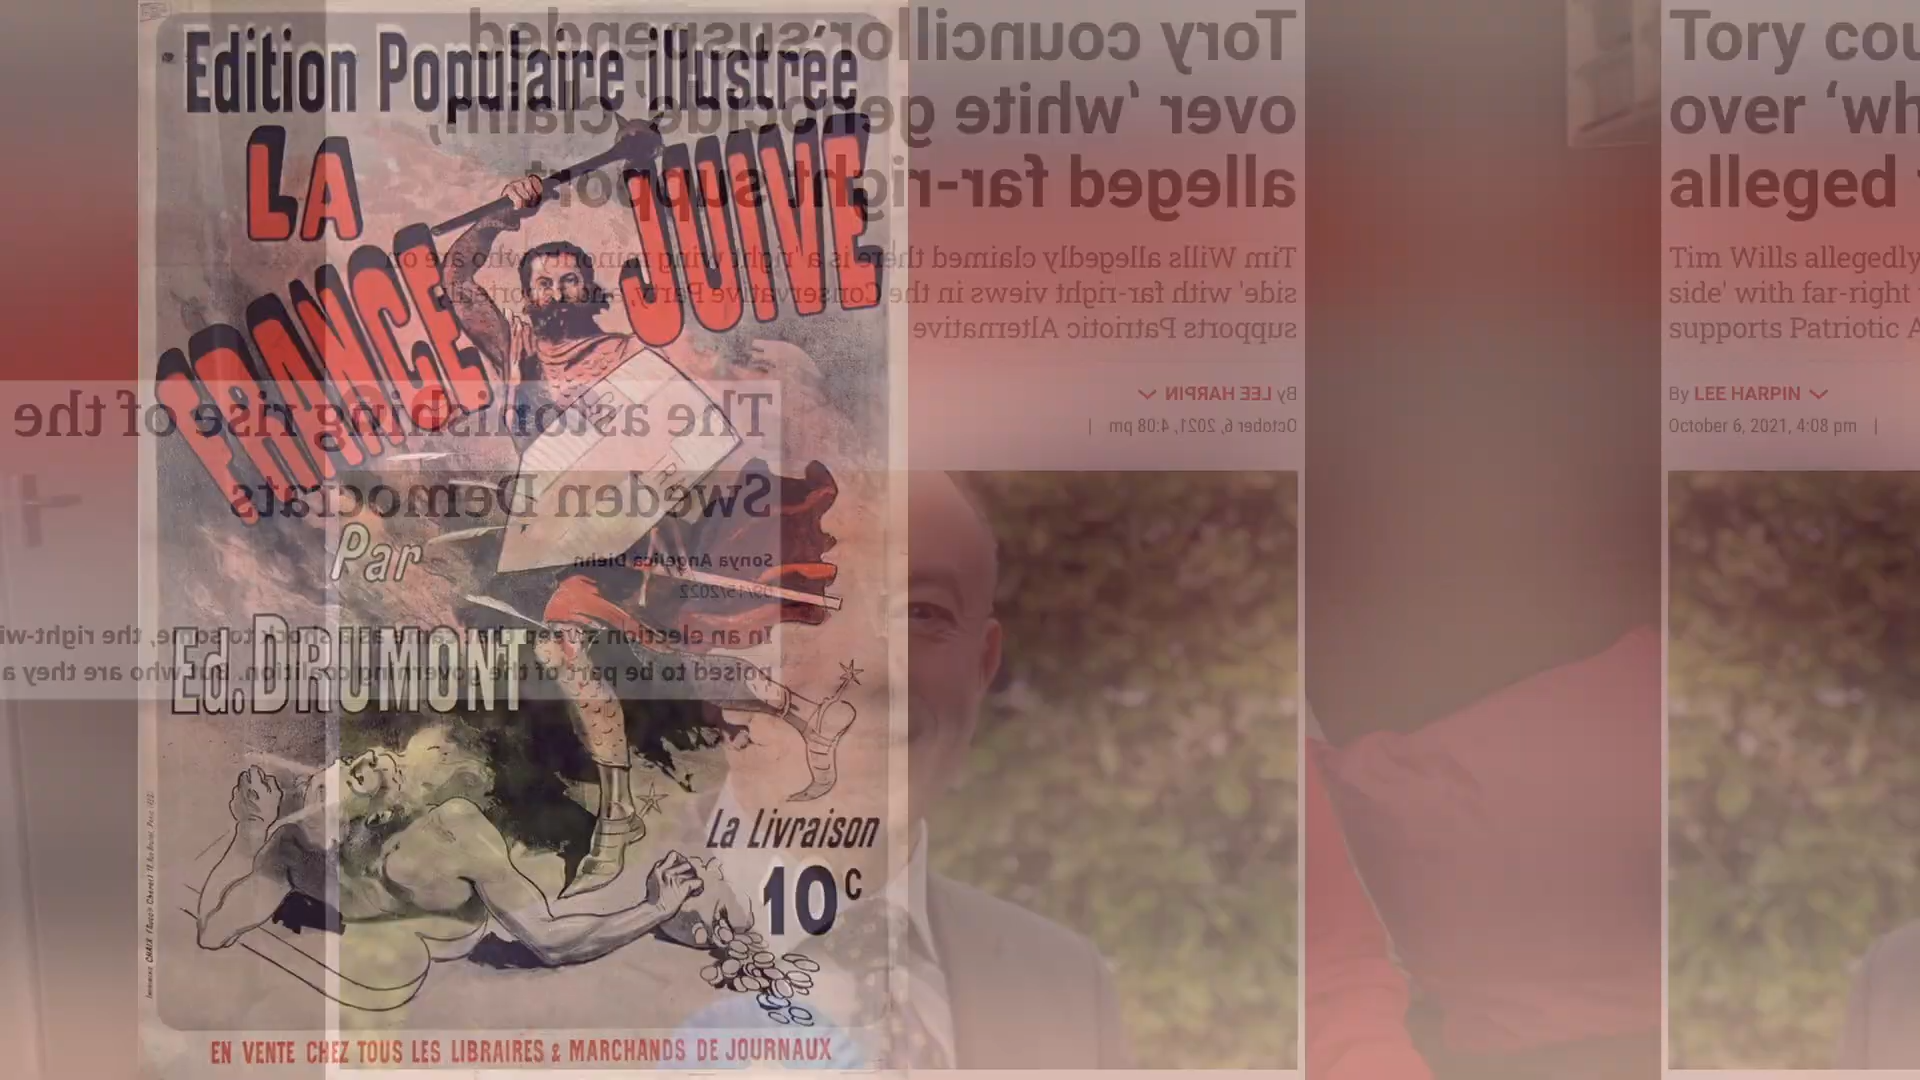 Edition Populaire illustrée
LA
FRANCE
JUIVE
Par
Ed. DRUMONT
La Livraison
10 c
EN VENTE CHEZ TOUS LES LIBRAIRES & MARCHANDS DE JOURNAUX
Tory councillor suspended
over ‘white genocide’ claim,
alleged far-right support
Tim Wills allegedly claimed there is a 'right wing minority who are on
side' with far-right views in the Conservative Party, and reportedly
supports Patriotic Alternative
By LEE HARPIN
October 6, 2021, 4:08 pm |
The astonishing rise of the
Sweden Democrats
Sonya Angelica Diehn
09/15/2022
In an election sweep that came as a shock to some, the right-wi
poised to be part of the governing coalition. But who are they a
Tory cou
over ‘wh
alleged
Tim Wills allegedly
side' with far-right
supports Patriotic A
By LEE HARPIN
October 6, 2021, 4:08 pm |